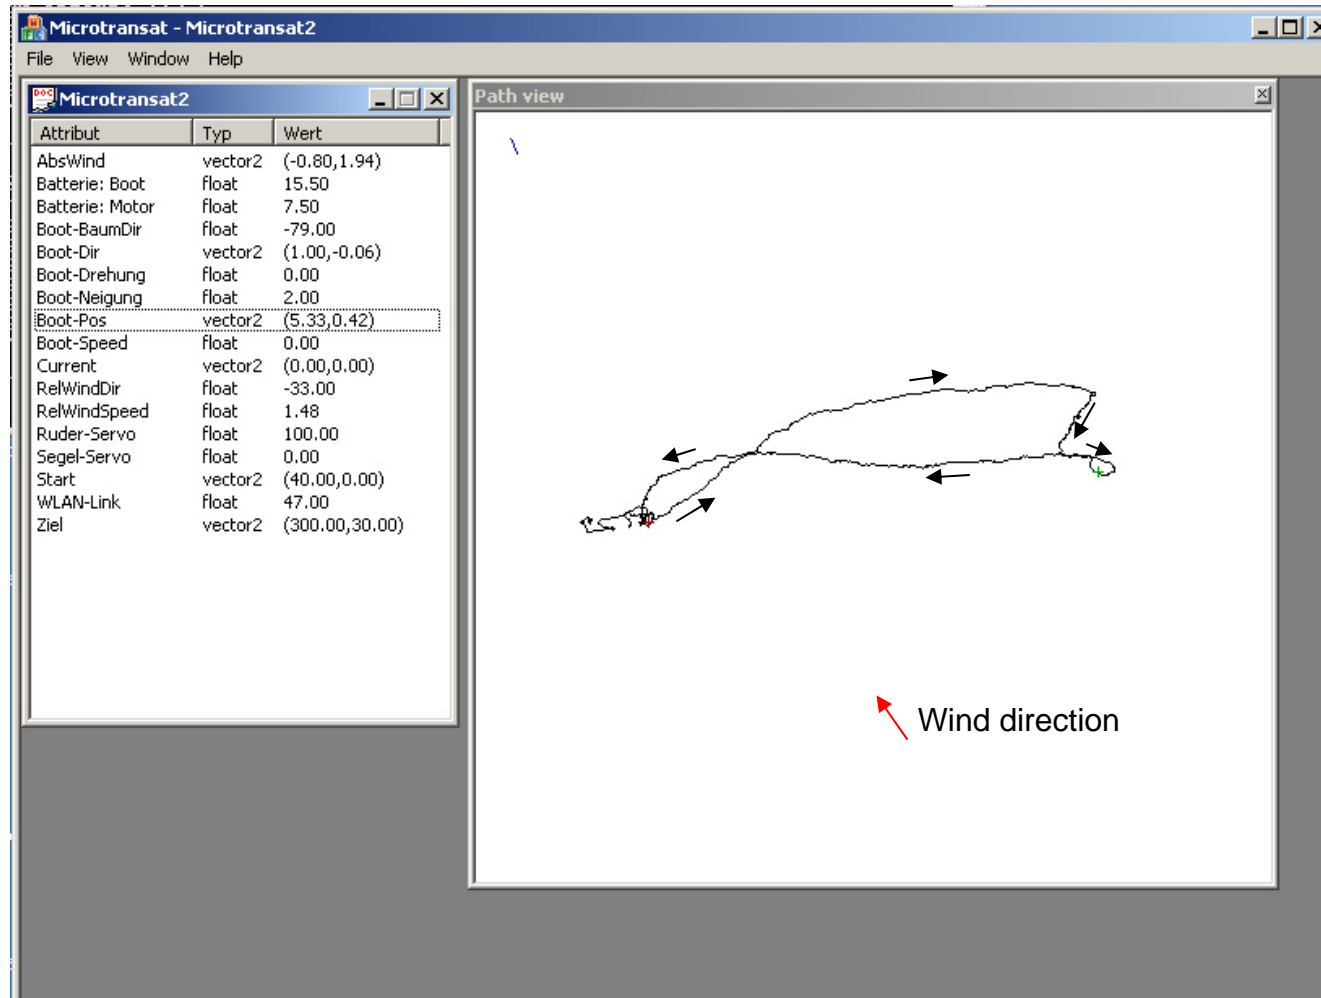 Microtransat - Microtransat2
File View Window Help
Microtransat2
Attribut Typ Wert
AbsWind vector2 (-0.80,1.94)
Batterie: Boot float 15.50
Batterie: Motor float 7.50
Boot-BaumDir float -79.00
Boot-Dir vector2 (1.00,-0.06)
Boot-Drehung float 0.00
Boot-Neigung float 2.00
Boot-Pos vector2 (5.33,0.42)
Boot-Speed float 0.00
Current vector2 (0.00,0.00)
RelWindDir float -33.00
RelWindSpeed float 1.48
Ruder-Servo float 100.00
Segel-Servo float 0.00
Start vector2 (40.00,0.00)
WLAN-Link float 47.00
Ziel vector2 (300.00,30.00)
Path view
Wind direction